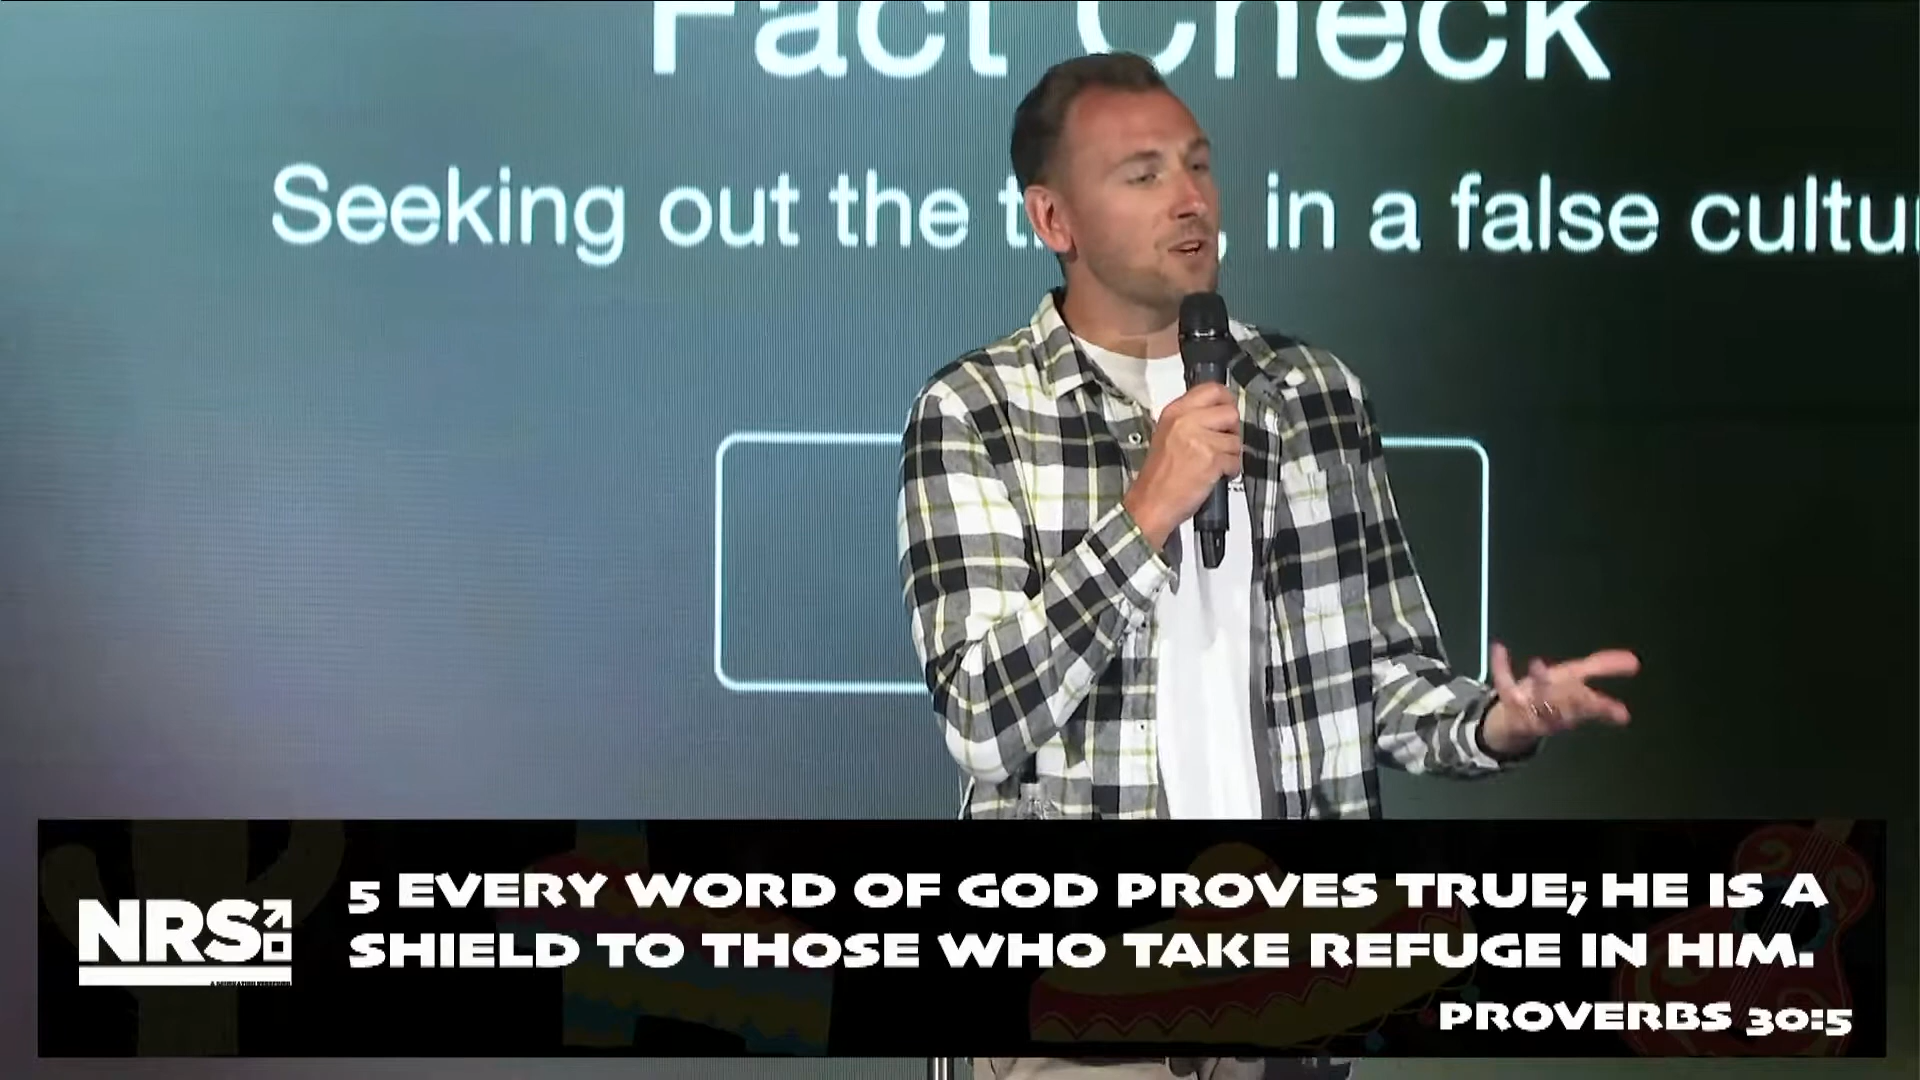 Fact Check
Seeking out the t , in a false cultu
5 EVERY WORD OF GOD PROVES TRUE; HE IS A
SHIELD TO THOSE WHO TAKE REFUGE IN HIM.
PROVERBS 30:5
NRS